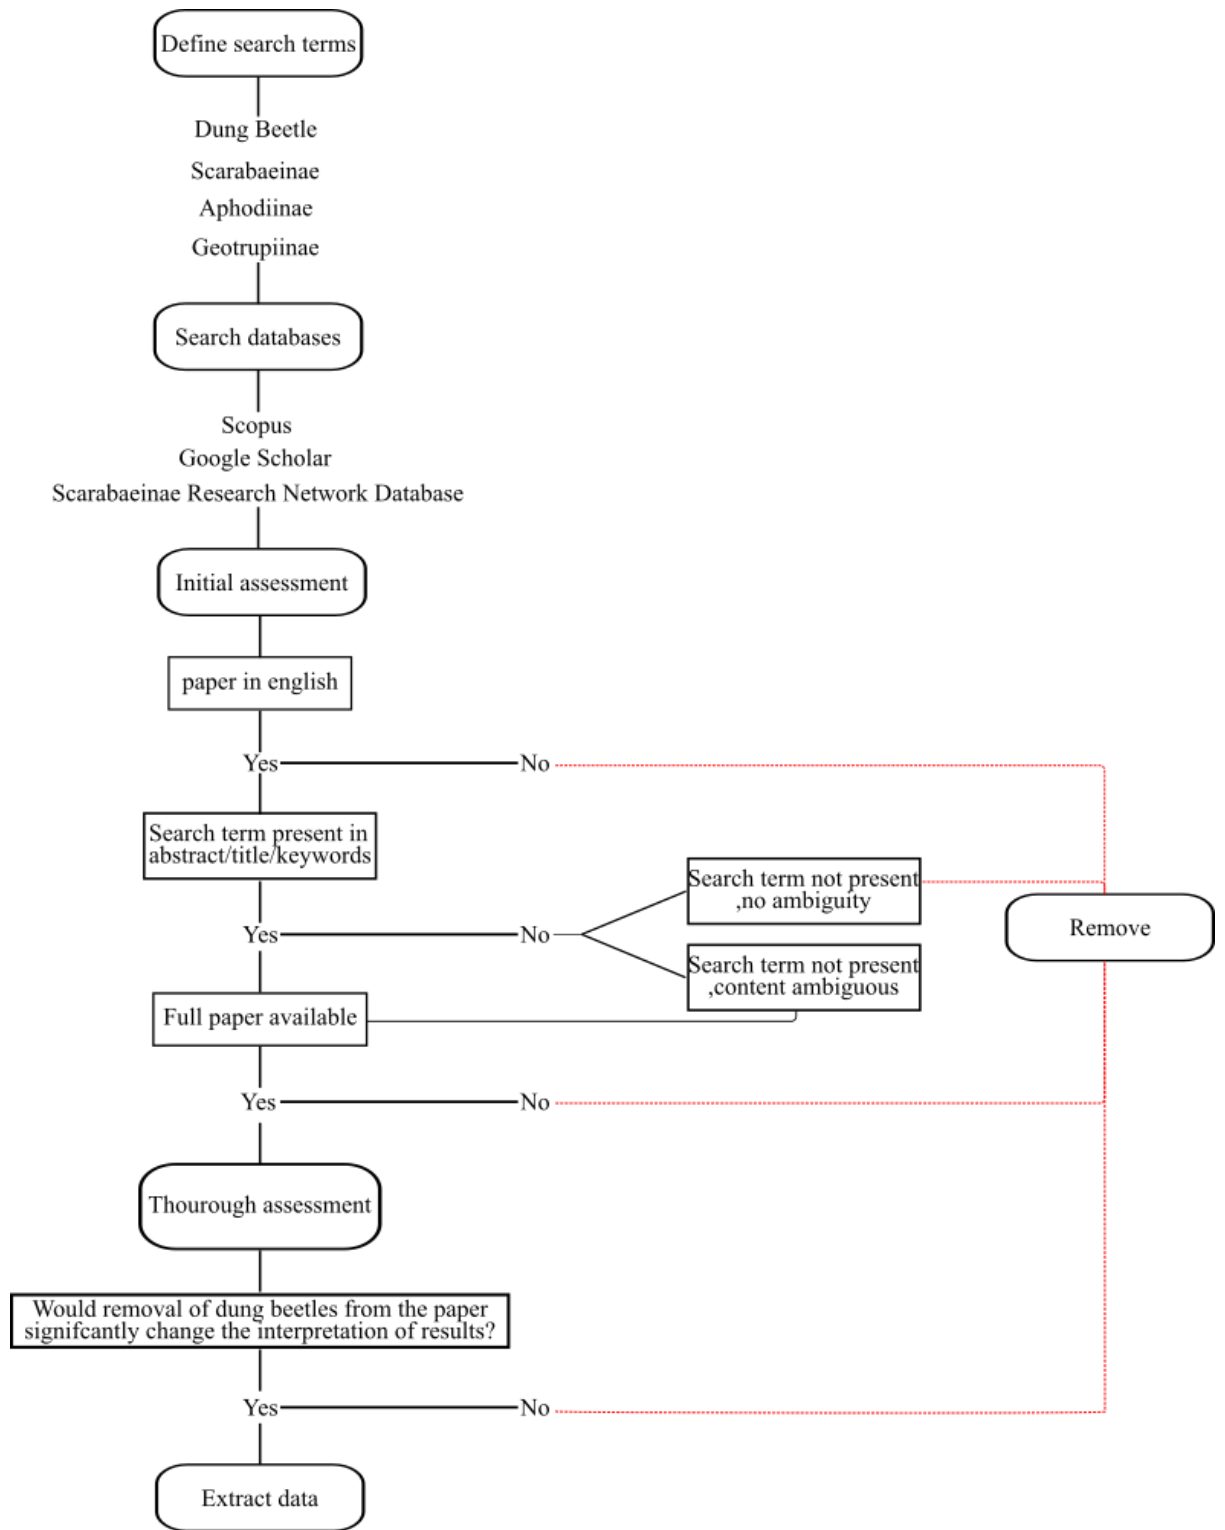 Define search terms
Dung Beetle
Scarabaeinae
Aphodiinae
Geotrupiinae
Search databases
Scopus
Google Scholar
Scarabaeinae Research Network Database
Initial assessment
paper in english
Yes
No
Search term present in
abstract/title/keywords
Search term not present
,no ambiguity
Remove
Yes
No
Search term not present
,content ambiguous
Full paper available
Yes
No
Thourough assessment
Would removal of dung beetles from the paper
signifcantly change the interpretation of results?
Yes
No
Extract data